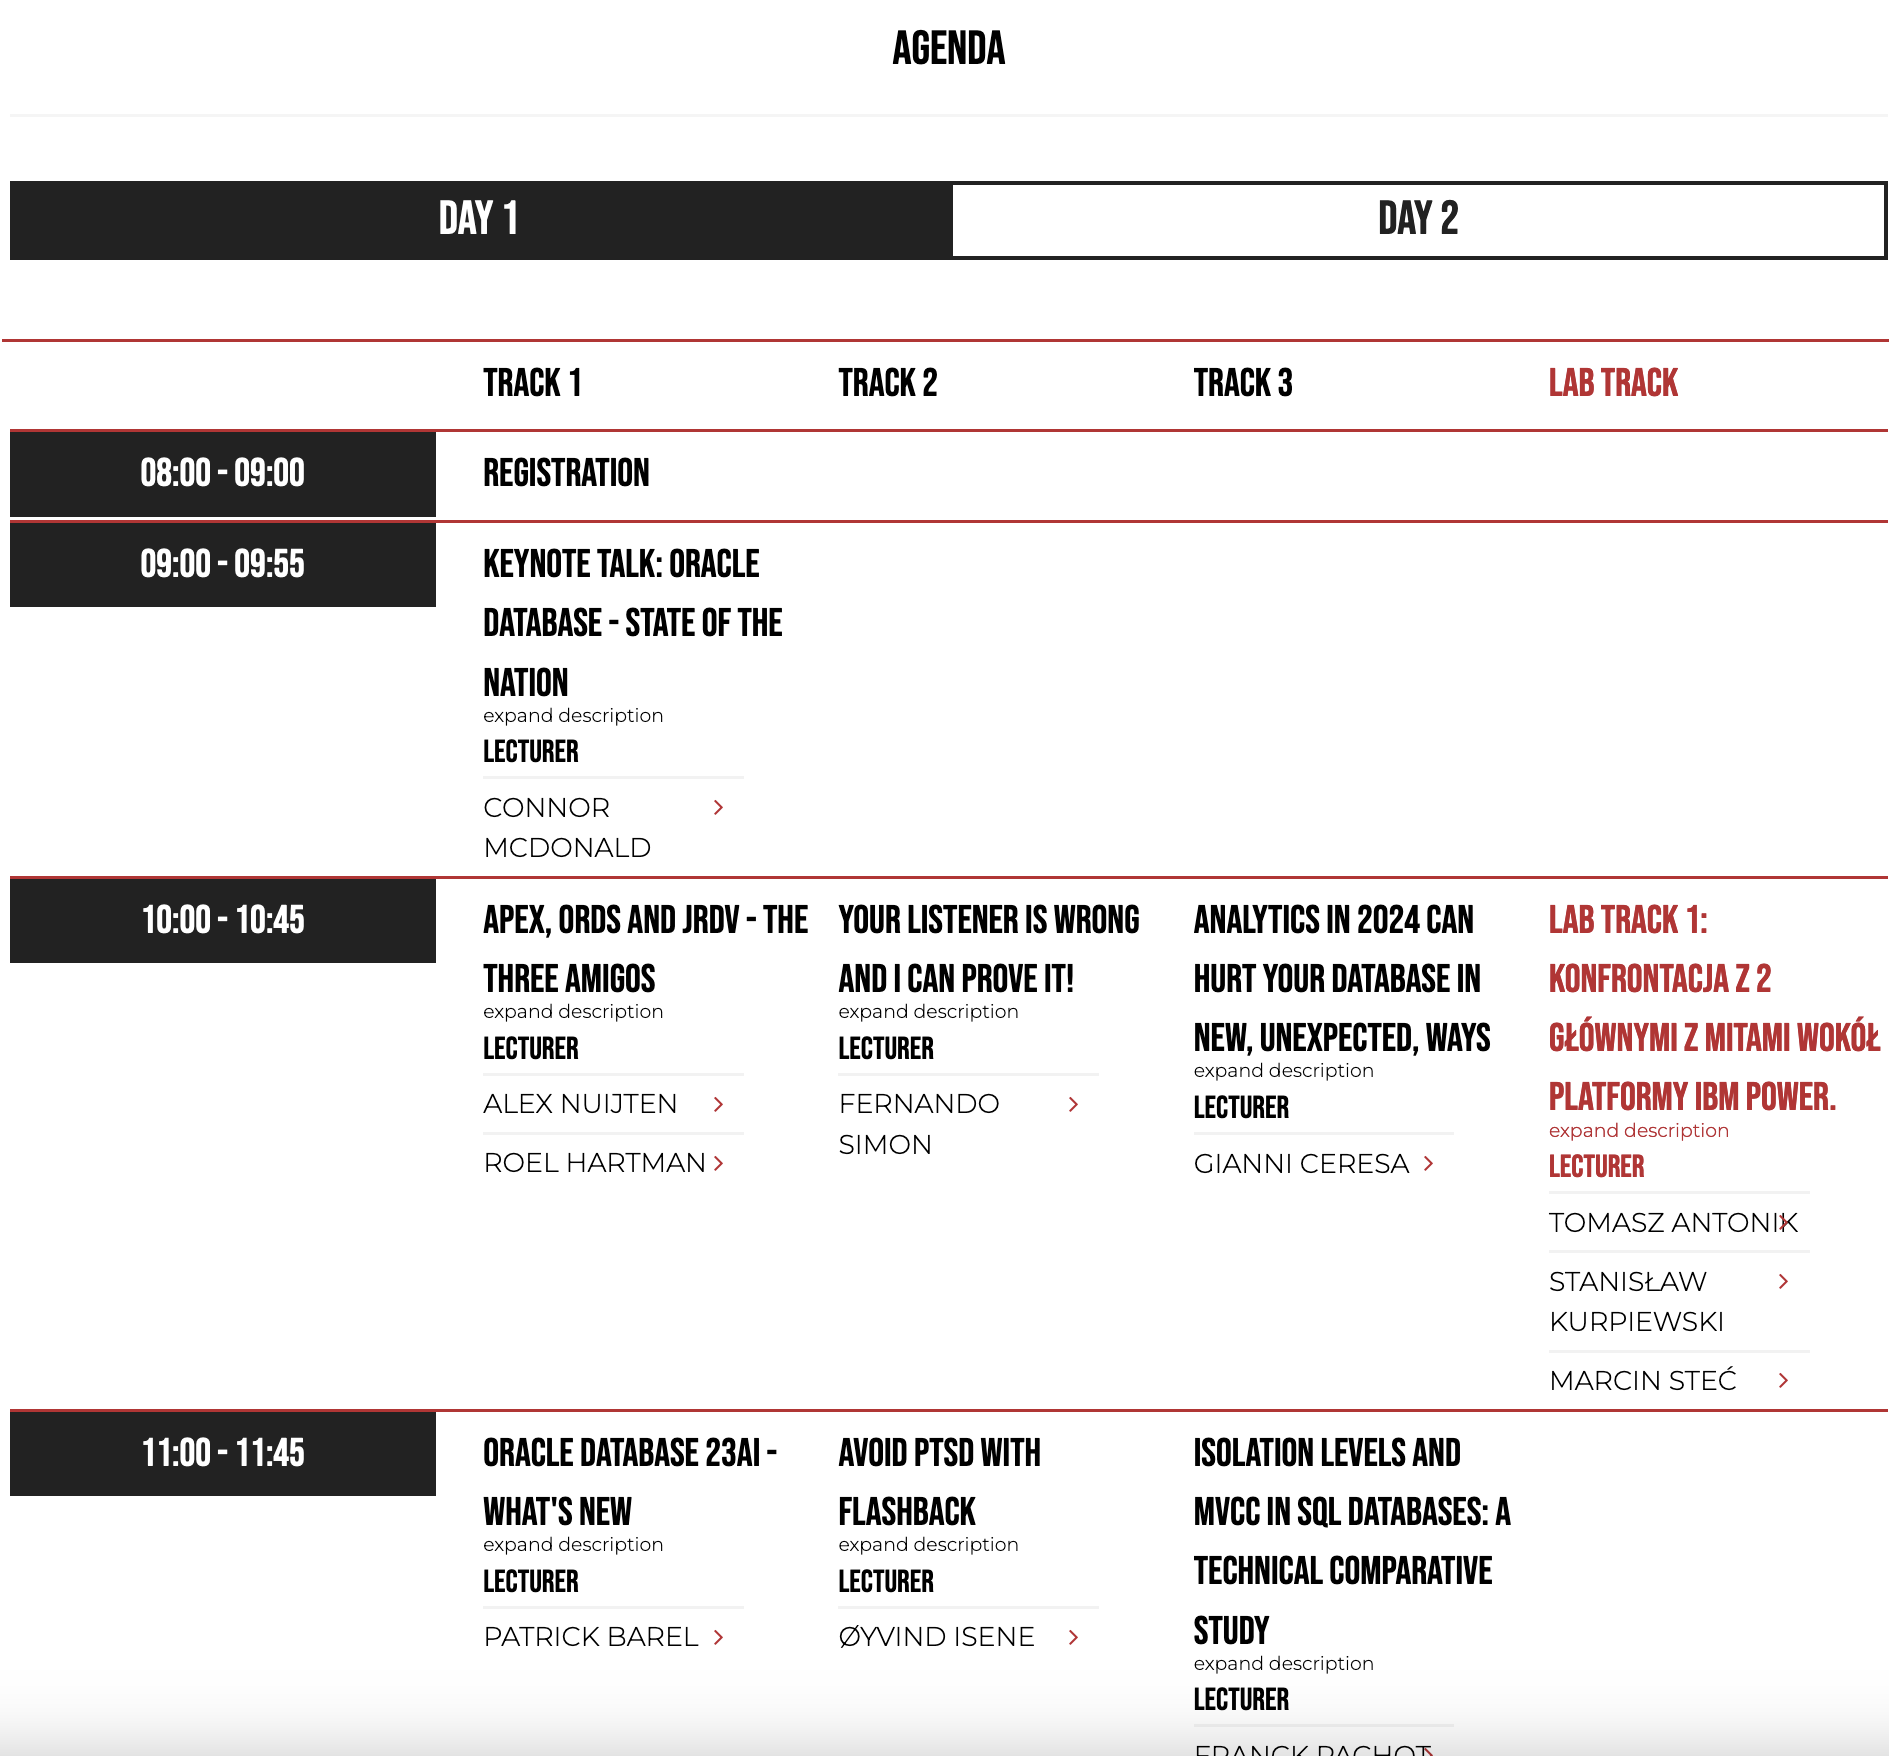 AGENDA
DAY 1
DAY 2
TRACK 1
TRACK 2
TRACK 3
LAB TRACK
08:00 - 09:00
REGISTRATION
09:00 - 09:55
KEYNOTE TALK: ORACLE
DATABASE - STATE OF THE
NATION
expand description
LECTURER
CONNOR
MCDONALD
10:00 - 10:45
APEX, ORDS AND JRDV - THE
THREE AMIGOS
expand description
LECTURER
ALEX NUIJTEN
ROEL HARTMAN
YOUR LISTENER IS WRONG
AND I CAN PROVE IT!
expand description
LECTURER
FERNANDO
SIMON
ANALYTICS IN 2024 CAN
HURT YOUR DATABASE IN
NEW, UNEXPECTED, WAYS
expand description
LECTURER
GIANNI CERESA
LAB TRACK 1:
KONFRONTACJA Z 2
GŁÓWNYMI Z MITAMI WOKÓŁ
PLATFORMY IBM POWER.
expand description
LECTURER
TOMASZ ANTONIK
STANISŁAW
KURPIEWSKI
MARCIN STEĆ
11:00 - 11:45
ORACLE DATABASE 23AI -
WHAT'S NEW
expand description
LECTURER
PATRICK BAREL
AVOID PTSD WITH
FLASHBACK
expand description
LECTURER
ØYVIND ISENE
ISOLATION LEVELS AND
MVCC IN SQL DATABASES: A
TECHNICAL COMPARATIVE
STUDY
expand description
LECTURER
FRANCK PACHOT